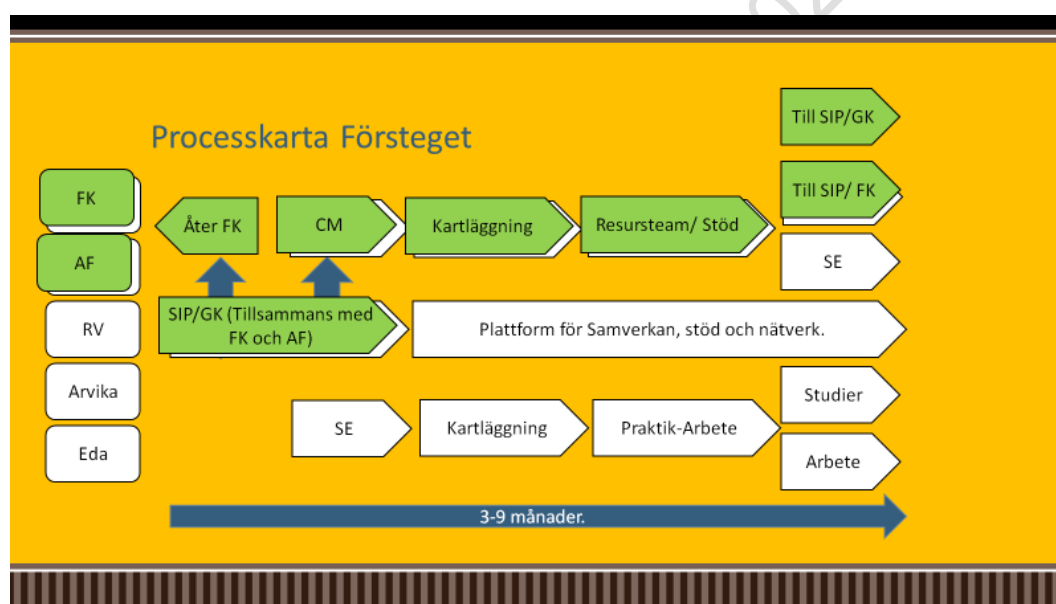 Processkarta Försteget
FK
AF
RV
Arvika
Eda
Åter FK
CM
Kartläggning
Resursteam/ Stöd
Till SIP/GK
Till SIP/ FK
SE
SIP/GK (Tillsammans med
FK och AF)
Plattform för Samverkan, stöd och nätverk.
SE
Kartläggning
Praktik-Arbete
Studier
Arbete
3-9 månader.